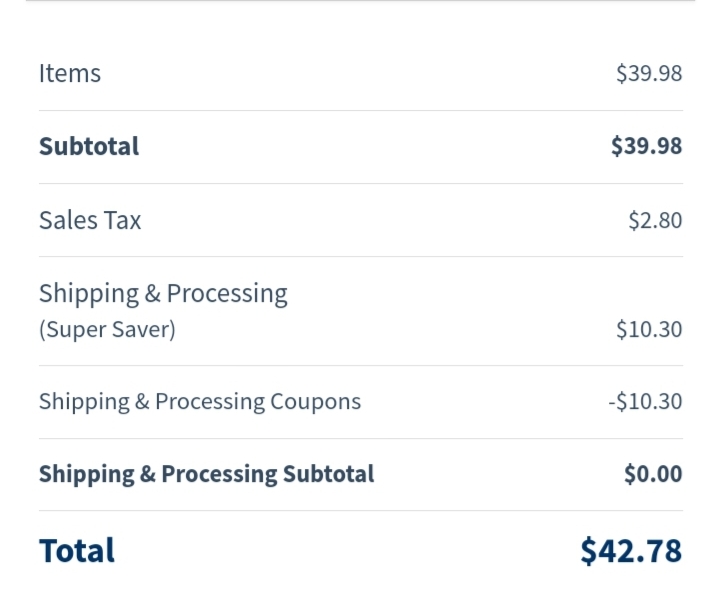 Items $39.98
Subtotal $39.98
Sales Tax $2.80
Shipping & Processing
(Super Saver) $10.30
Shipping & Processing Coupons -$10.30
Shipping & Processing Subtotal $0.00
Total $42.78